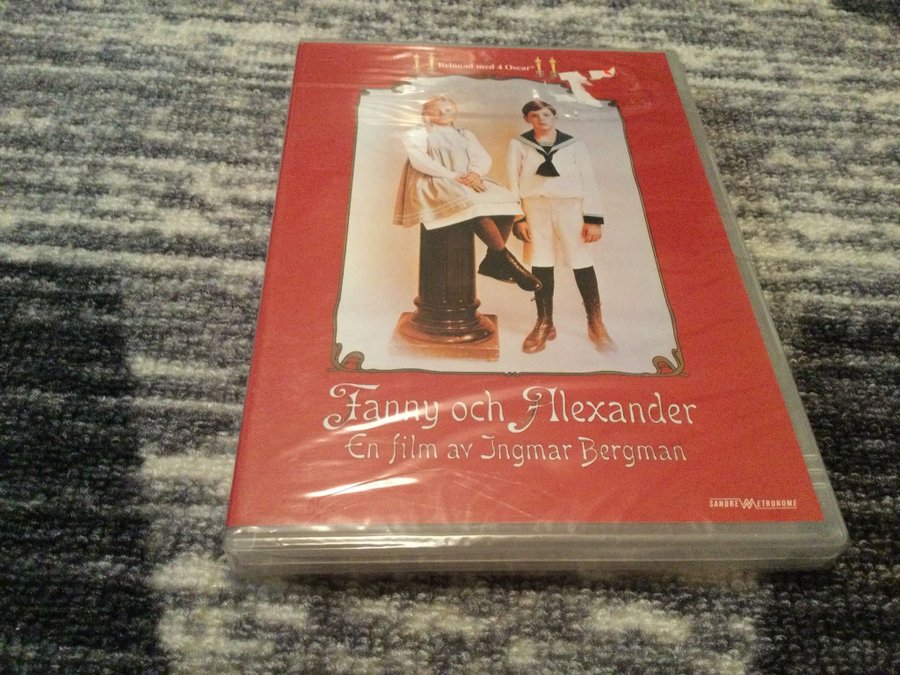 Belönad med 4 Oscar
Fanny och Alexander
En film av Ingmar Bergman
SANDREW METRONOME